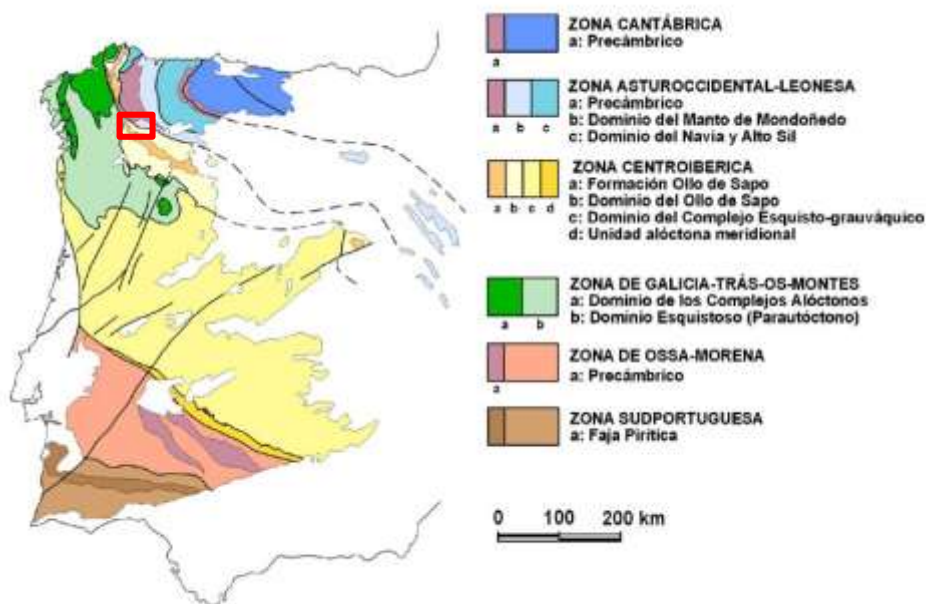 ZONA CANTÁBRICA
a: Precámbrico
a
ZONA ASTUROCCIDENTAL-LEONESA
a: Precámbrico
b: Dominio del Manto de Mondoñedo
c: Dominio del Navia y Alto Sil
a b c
ZONA CENTROIBERICA
a: Formación Ollo de Sapo
b: Dominio del Ollo de Sapo
c: Dominio del Complejo Esquisto-grauváquico
d: Unidad alóctona meridional
a b c d
ZONA DE GALICIA-TRÁS-OS-MONTES
a: Dominio de los Complejos Alóctonos
b: Dominio Esquistoso (Parautóctono)
a b
ZONA DE OSSA-MORENA
a: Precámbrico
a
ZONA SUDPORTUGUESA
a: Faja Pirítica
0 100 200 km